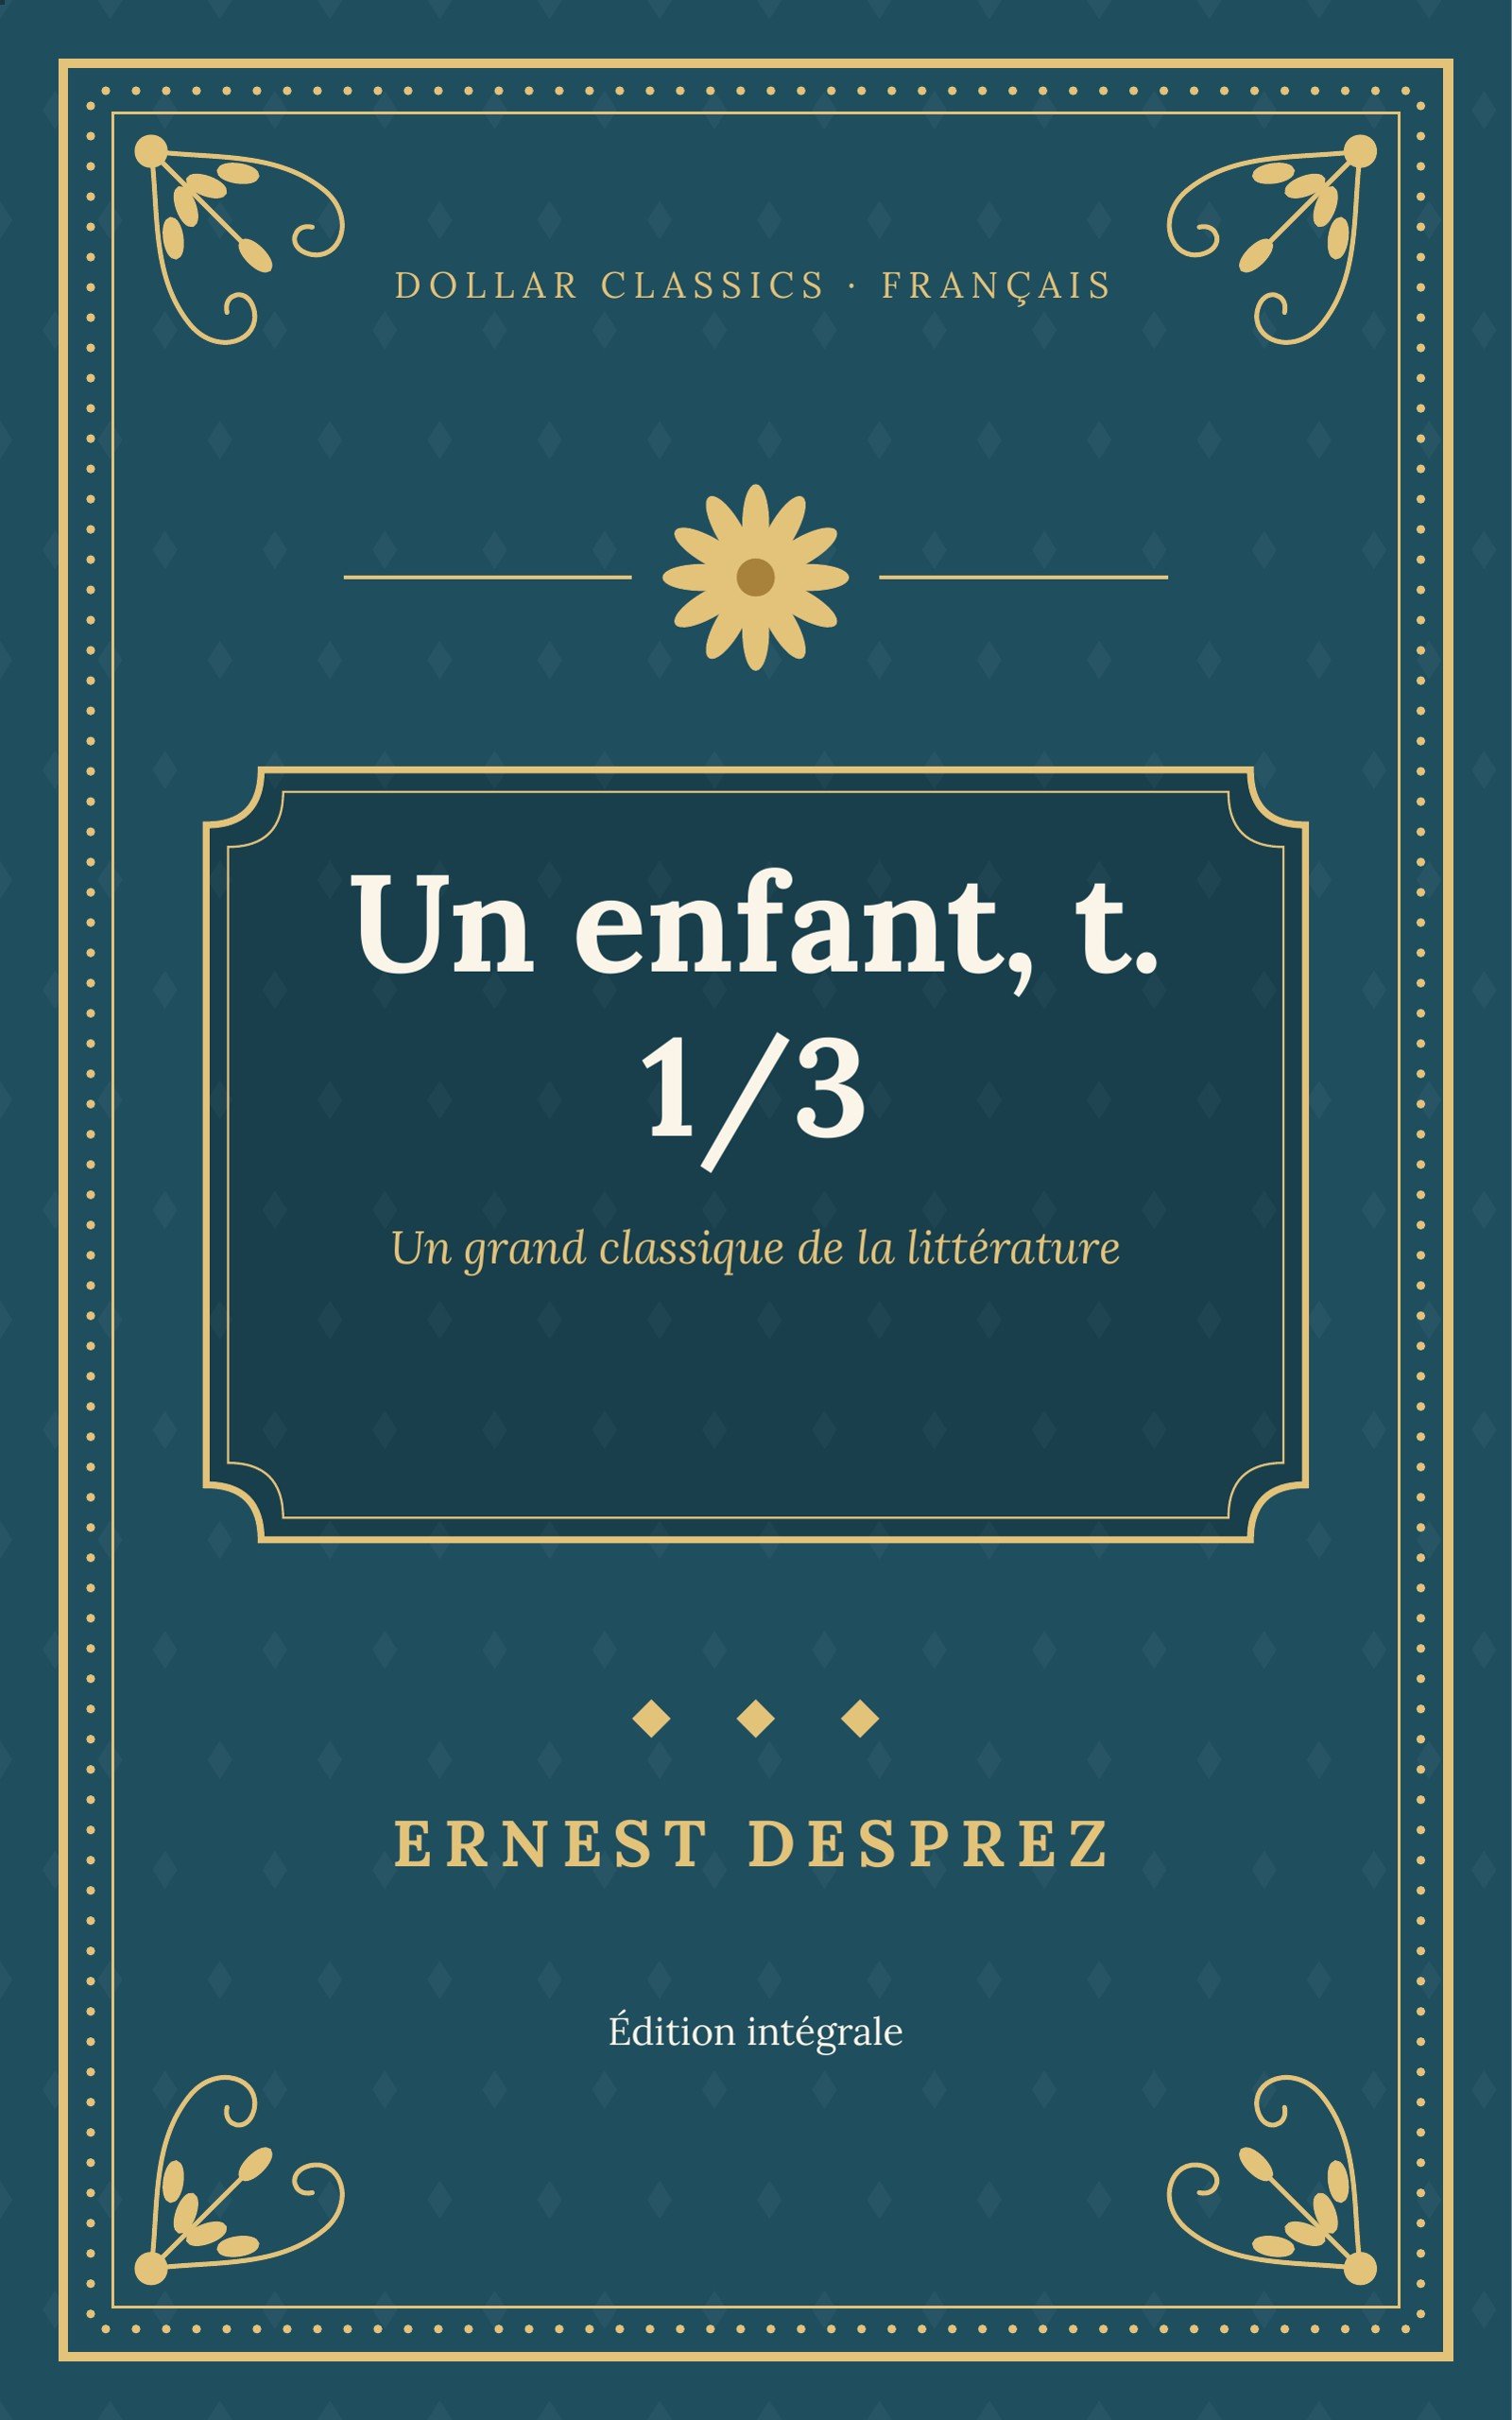 DOLLAR CLASSICS · FRANÇAIS
Un enfant, t.
1/3
Un grand classique de la littérature
ERNEST DESPREZ
Édition intégrale